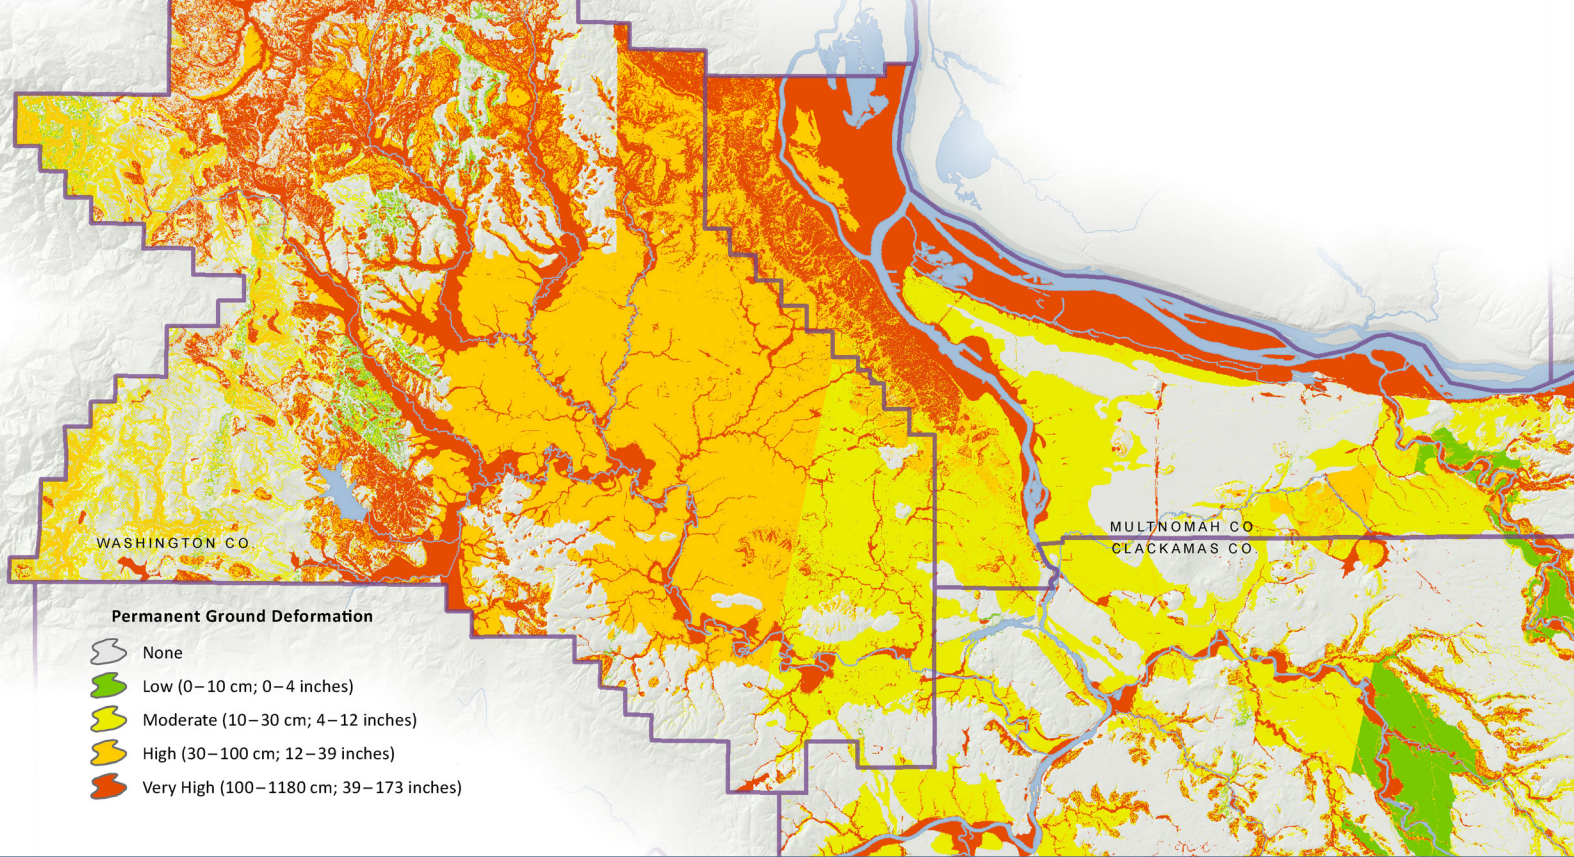 WASHINGTON CO.
MULTNOMAH CO.
CLACKAMAS CO.
Permanent Ground Deformation
None
Low (0–10 cm; 0–4 inches)
Moderate (10–30 cm; 4–12 inches)
High (30–100 cm; 12–39 inches)
Very High (100–1180 cm; 39–173 inches)